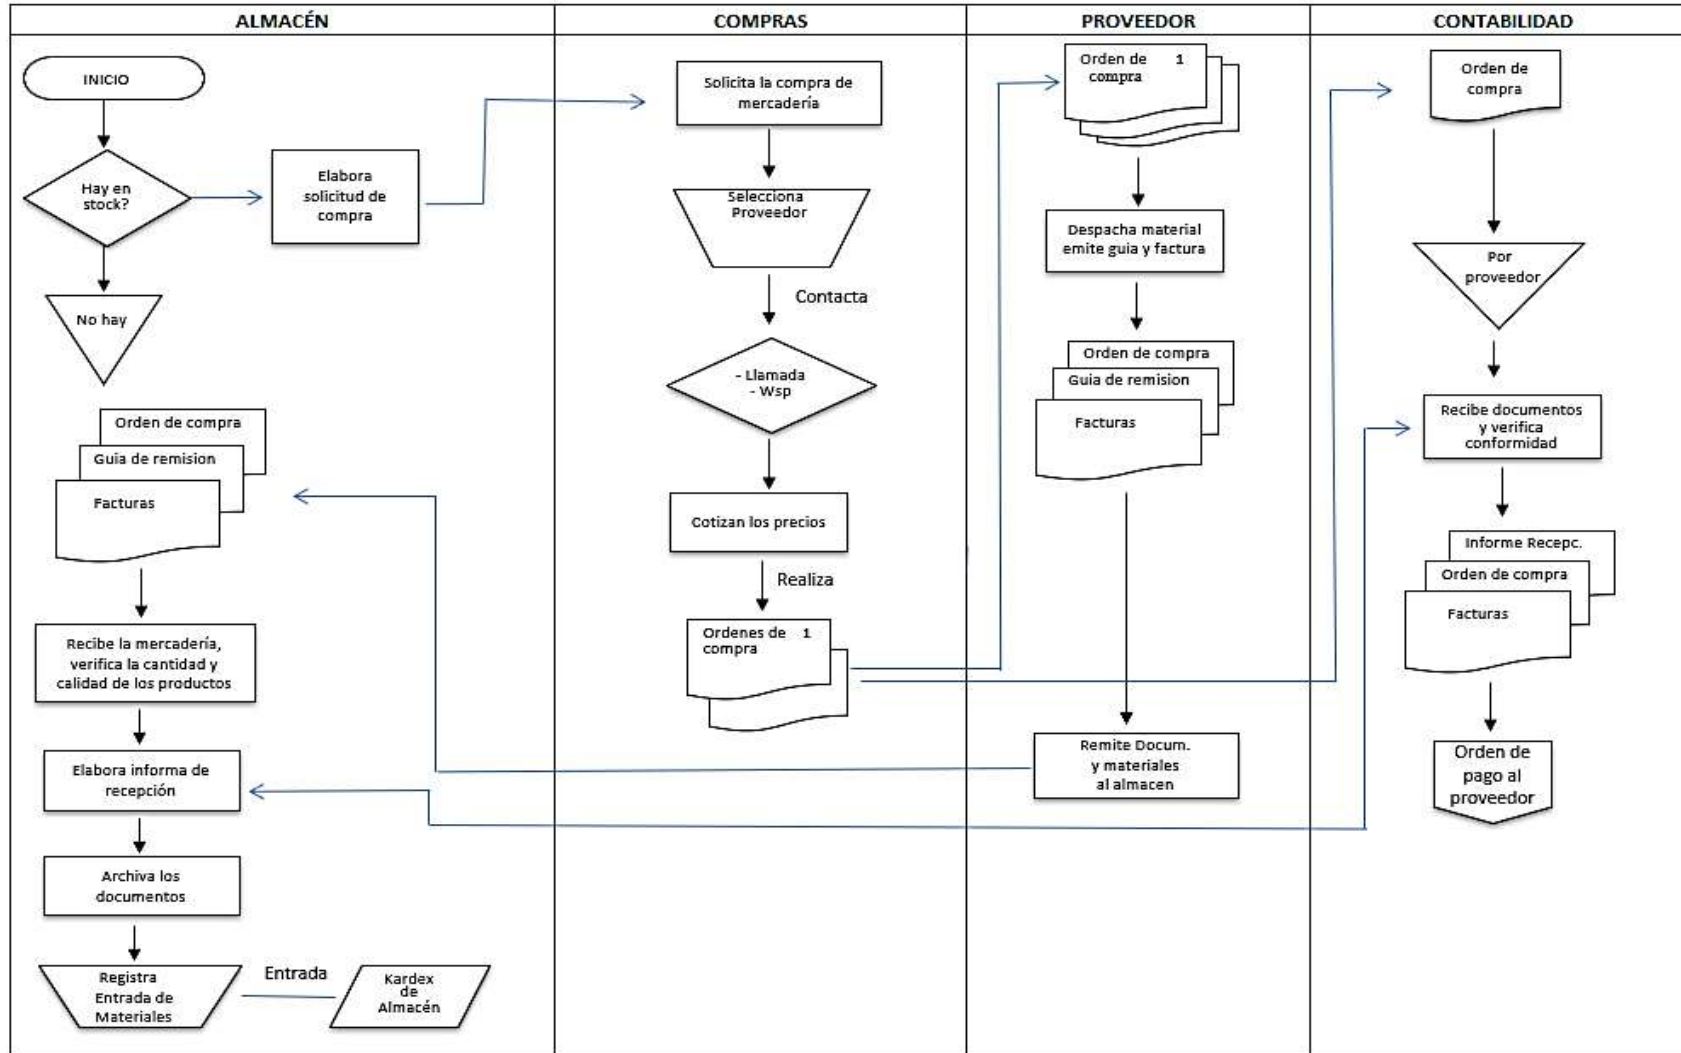 ALMACÉN
COMPRAS
PROVEEDOR
CONTABILIDAD
INICIO
Hay en
stock?
Elabora
solicitud de
compra
No hay
Orden de compra
Guia de remision
Facturas
Recibe la mercadería,
verifica la cantidad y
calidad de los productos
Elabora informa de
recepción
Archiva los
documentos
Registra
Entrada de
Materiales
Entrada
Kardex
de
Almacén
Solicita la compra de
mercadería
Selecciona
Proveedor
Contacta
- Llamada
- Wsp
Cotizan los precios
Realiza
Ordenes de 1
compra
Orden de 1
compra
Despacha material
emite guia y factura
Orden de compra
Guia de remision
Facturas
Remite Docum.
y materiales
al almacen
Orden de
compra
Por
proveedor
Recibe documentos
y verifica
conformidad
Informe Recepc.
Orden de compra
Facturas
Orden de
pago al
proveedor